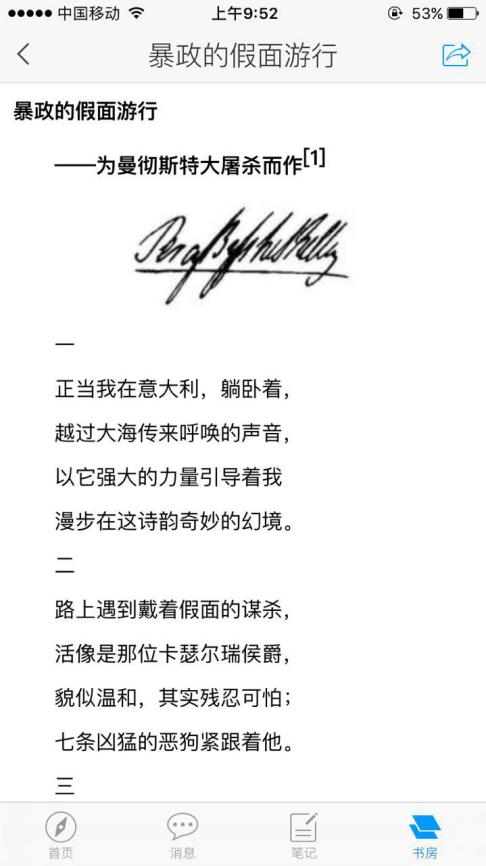 中国移动 上午9:52 53%
暴政的假面游行
暴政的假面游行
——为曼彻斯特大屠杀而作[1]
一
正当我在意大利，躺卧着，
越过大海传来呼唤的声音，
以它强大的力量引导着我
漫步在这诗韵奇妙的幻境。
二
路上遇到戴着假面的谋杀，
活像是那位卡瑟尔瑞侯爵，
貌似温和，其实残忍可怕；
七条凶猛的恶狗紧跟着他。
三
首页 消息 笔记 书房